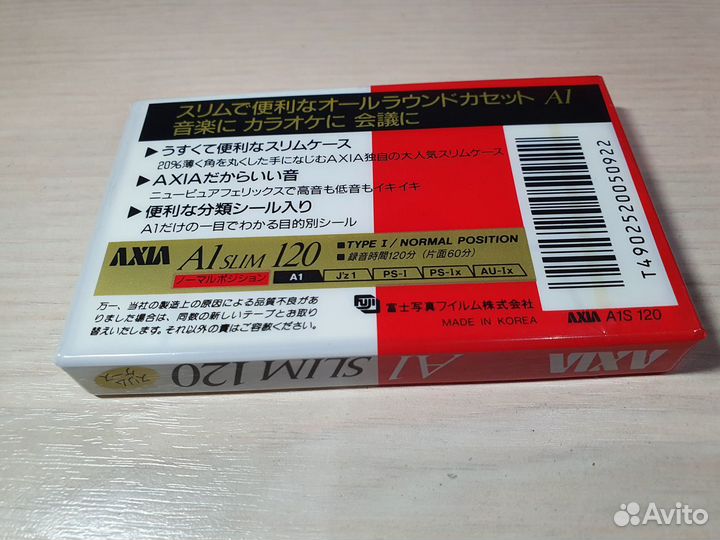 スリムで便利なオールラウンドカセット A1
音楽に カラオケに 会議に
▶うすくて便利なスリムケース
20%薄く角を丸くした手になじむAXIA独自の大人気スリムケース
▶AXIAだからいい音
ニューピュアフェリックスで高音も低音もイキイキ
▶便利な分類シール入り
A1だけの一目でわかる目的別シール
AXIA A1 SLIM 120
■TYPE I/NORMAL POSITION
■録音時間120分(片面60分)
ノーマルポジション A1 J'z1 PS-I PS-Ix AU-Ix
万一、当社の製造上の原因による品質不良があ
りました場合は、同数の新しいテープとお取り
替えいたします。それ以外の責はご容赦ください。
FUJI 富士写真フイルム株式会社
MADE IN KOREA
T4902520050922
AXIA A1S 120
スリムケース
A1 SLIM 120
AXIA
Avito